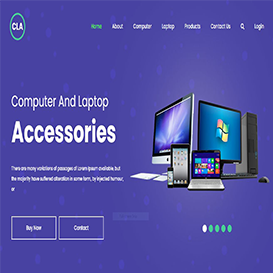 CLA
Home About Computer Laptop Products Contact Us Login
Computer And Laptop
Accessories
There are many variations of passages of Lorem Ipsum available, but
the majority have suffered alteration in some form, by injected humour,
or
Buy Now Contact